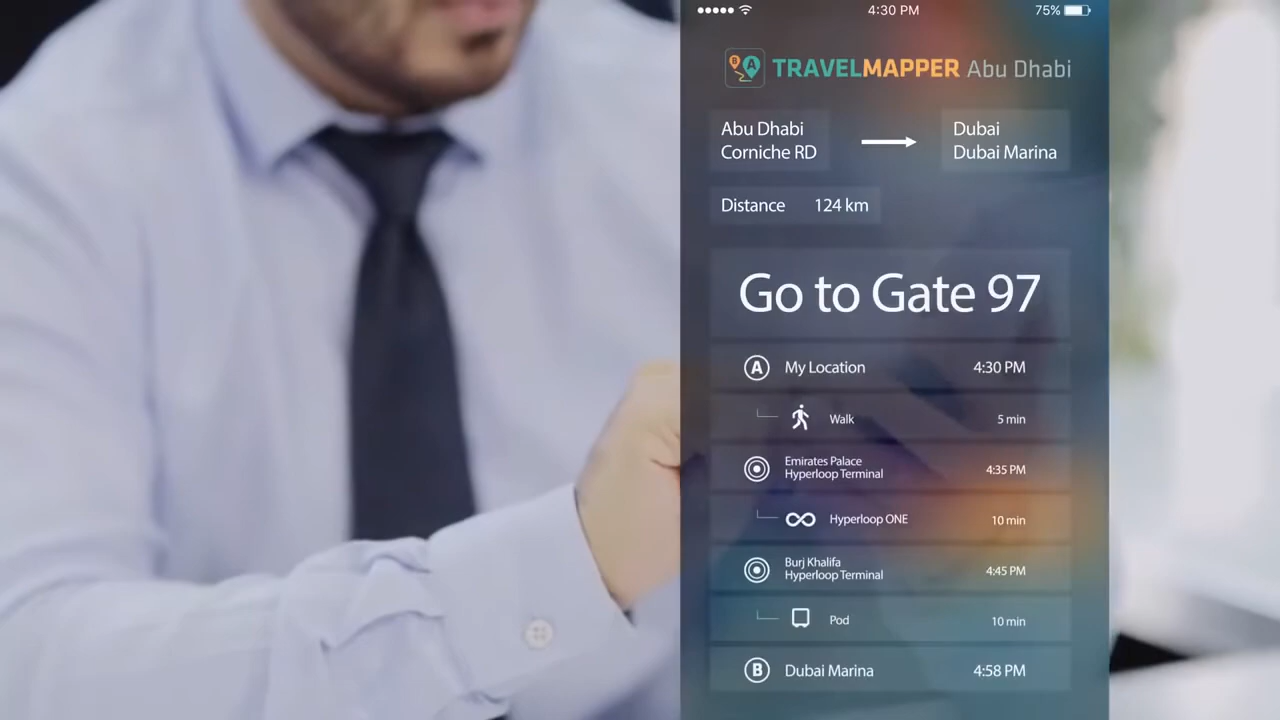 4:30 PM
75%
B A TRAVELMAPPER Abu Dhabi
Abu Dhabi
Corniche RD
Dubai
Dubai Marina
Distance 124 km
Go to Gate 97
A My Location 4:30 PM
Walk 5 min
Emirates Palace
Hyperloop Terminal
4:35 PM
Hyperloop ONE 10 min
Burj Khalifa
Hyperloop Terminal
4:45 PM
Pod 10 min
B Dubai Marina 4:58 PM